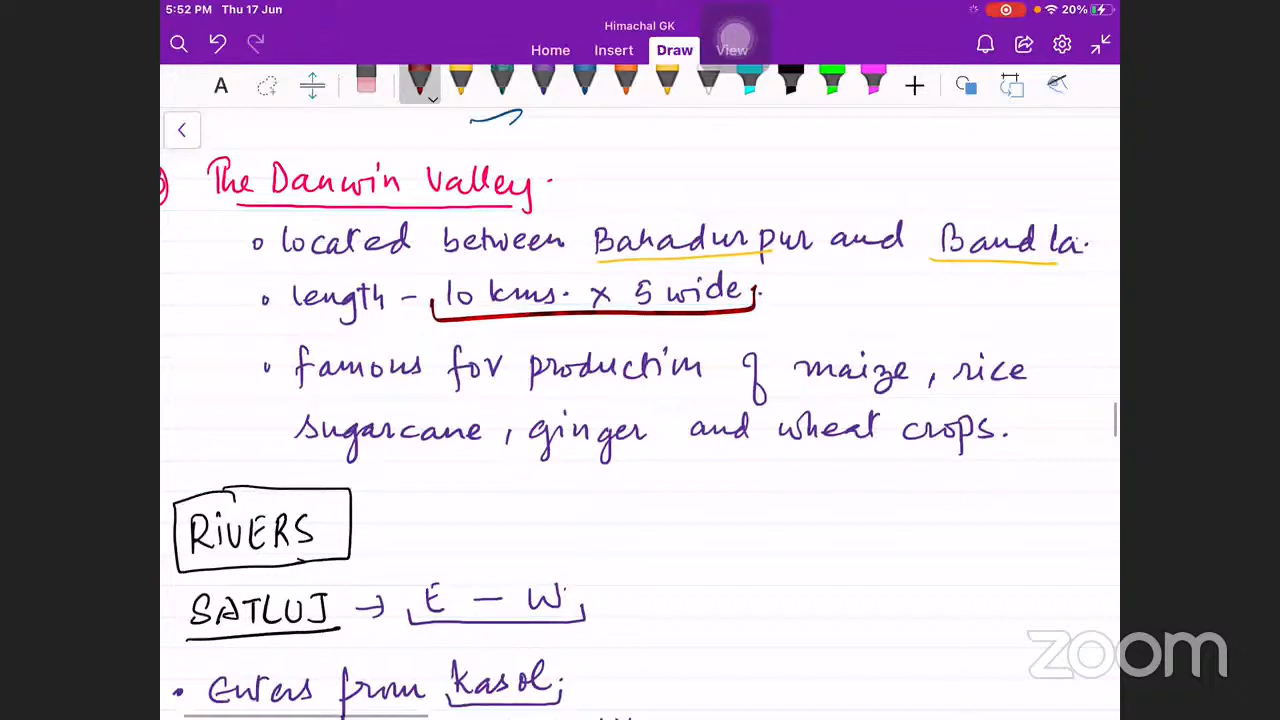 5:52 PM Thu 17 Jun
20%
Himachal GK
Home Insert Draw View
A
The Danwin Valley.
located between Bahadurpur and Bandla.
length - 10 kms. x 5 wide.
famous for production of maize, rice
sugarcane, ginger and wheat crops.
RIVERS
SATLUJ → E - W
• Enters from Kasol.
zoom